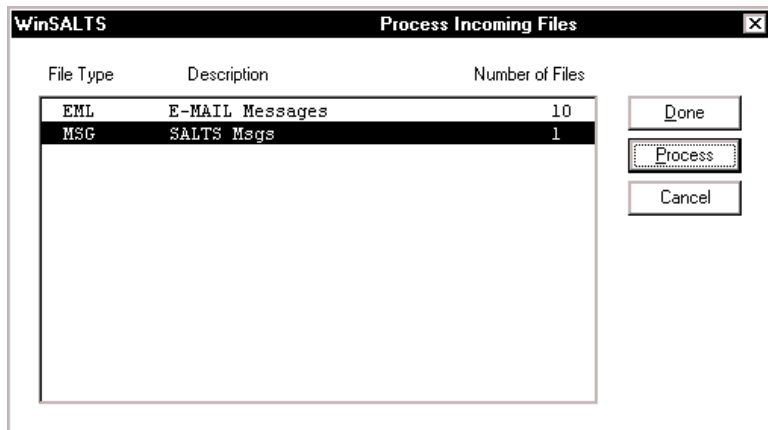 WinSALTS Process Incoming Files
File Type Description Number of Files
EML E-MAIL Messages 10
MSG SALTS Msgs 1
Done
Process
Cancel